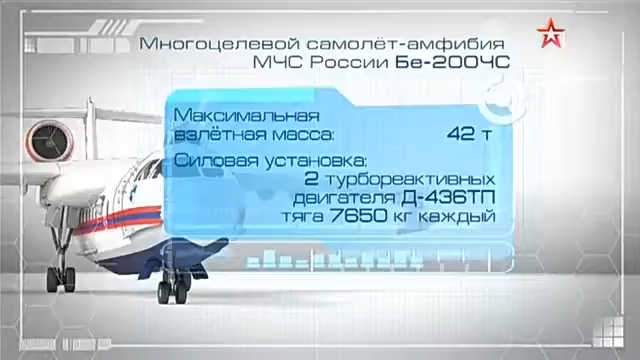 Многоцелевой самолёт-амфибия
МЧС России Бе-200ЧС
Максимальная
взлётная масса: 42 т
Силовая установка:
2 турбореактивных
двигателя Д-436ТП
тяга 7650 кг каждый